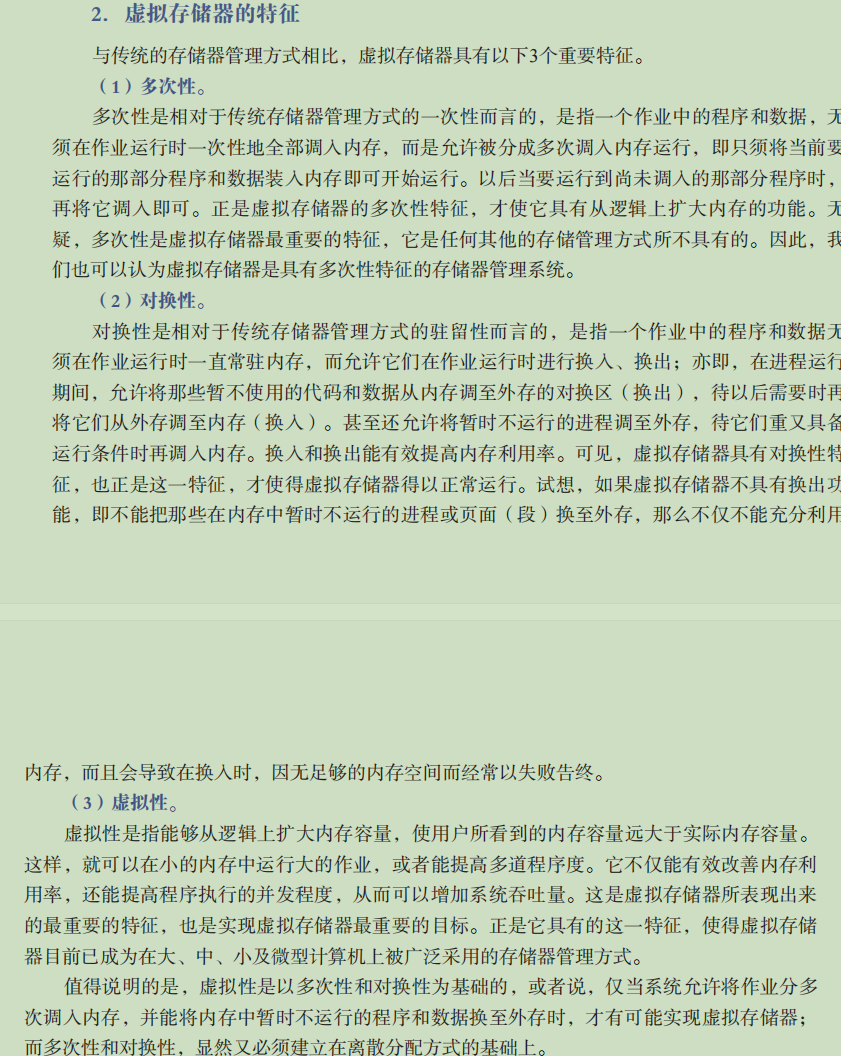 2. 虚拟存储器的特征
与传统的存储器管理方式相比，虚拟存储器具有以下3个重要特征。
（1）多次性。
多次性是相对于传统存储器管理方式的一次性而言的，是指一个作业中的程序和数据，无
须在作业运行时一次性地全部调入内存，而是允许被分成多次调入内存运行，即只须将当前要
运行的那部分程序和数据装入内存即可开始运行。以后当要运行到尚未调入的那部分程序时，
再将它调入即可。正是虚拟存储器的多次性特征，才使它具有从逻辑上扩大内存的功能。无
疑，多次性是虚拟存储器最重要的特征，它是任何其他的存储管理方式所不具有的。因此，我
们也可以认为虚拟存储器是具有多次性特征的存储器管理系统。
（2）对换性。
对换性是相对于传统存储器管理方式的驻留性而言的，是指一个作业中的程序和数据无
须在作业运行时一直常驻内存，而允许它们在作业运行时进行换入、换出；亦即，在进程运行
期间，允许将那些暂不使用的代码和数据从内存调至外存的对换区（换出），待以后需要时再
将它们从外存调至内存（换入）。甚至还允许将暂时不运行的进程调至外存，待它们重又具备
运行条件时再调入内存。换入和换出能有效提高内存利用率。可见，虚拟存储器具有对换性特
征，也正是这一特征，才使得虚拟存储器得以正常运行。试想，如果虚拟存储器不具有换出功
能，即不能把那些在内存中暂时不运行的进程或页面（段）换至外存，那么不仅不能充分利用
内存，而且会导致在换入时，因无足够的内存空间而经常以失败告终。
（3）虚拟性。
虚拟性是指能够从逻辑上扩大内存容量，使用户所看到的内存容量远大于实际内存容量。
这样，就可以在小的内存中运行大的作业，或者能提高多道程序度。它不仅能有效改善内存利
用率，还能提高程序执行的并发程度，从而可以增加系统吞吐量。这是虚拟存储器所表现出来
的最重要的特征，也是实现虚拟存储器最重要的目标。正是它具有的这一特征，使得虚拟存储
器目前已成为在大、中、小及微型计算机上被广泛采用的存储器管理方式。
值得说明的是，虚拟性是以多次性和对换性为基础的，或者说，仅当系统允许将作业分多
次调入内存，并能将内存中暂时不运行的程序和数据换至外存时，才有可能实现虚拟存储器；
而多次性和对换性，显然又必须建立在离散分配方式的基础上。